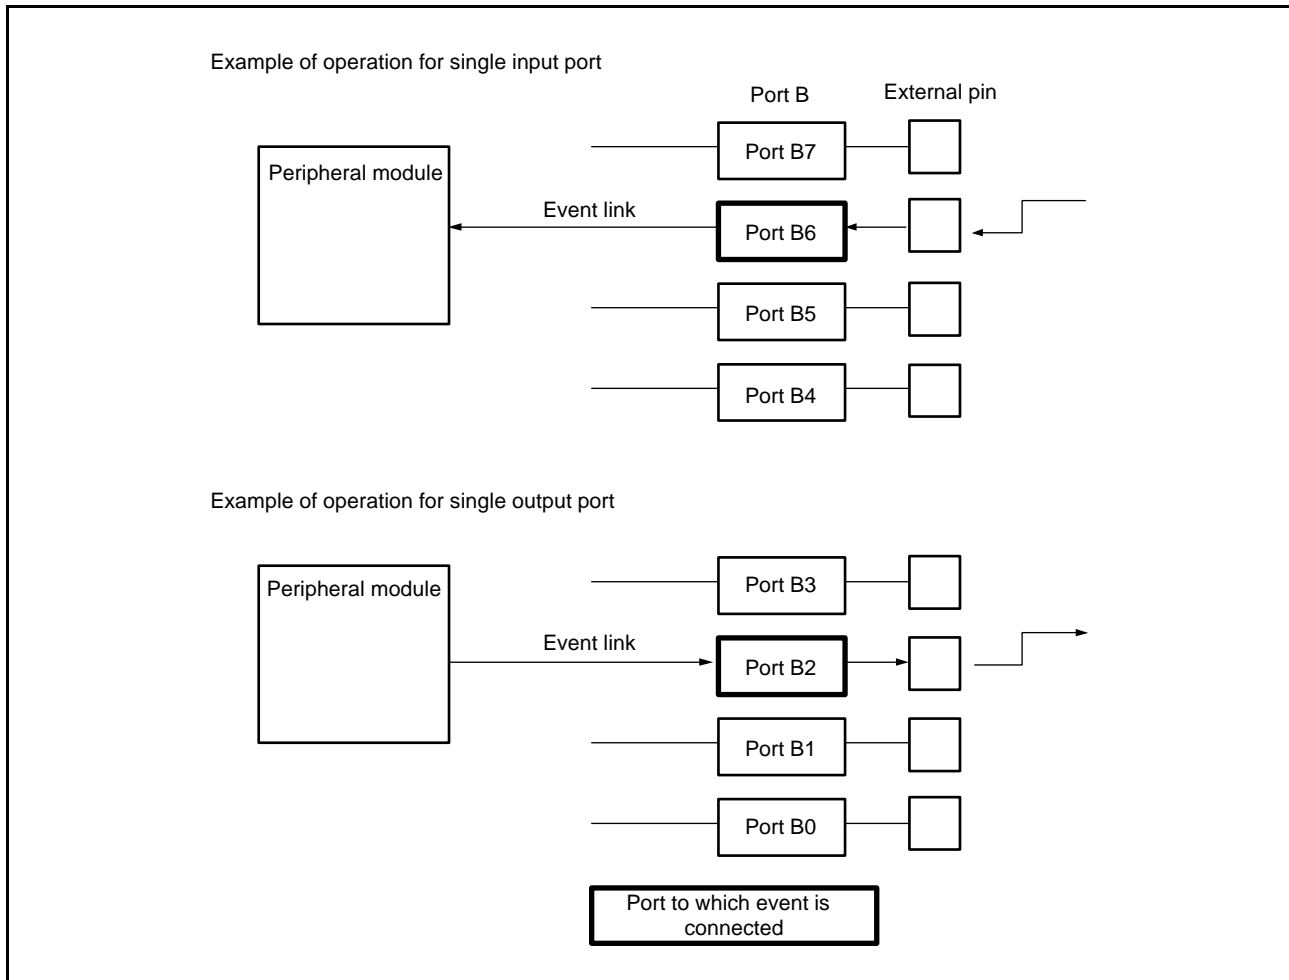 Example of operation for single input port
Port B
External pin
Peripheral module
Port B7
Event link
Port B6
Port B5
Port B4
Example of operation for single output port
Peripheral module
Port B3
Event link
Port B2
Port B1
Port B0
Port to which event is
connected